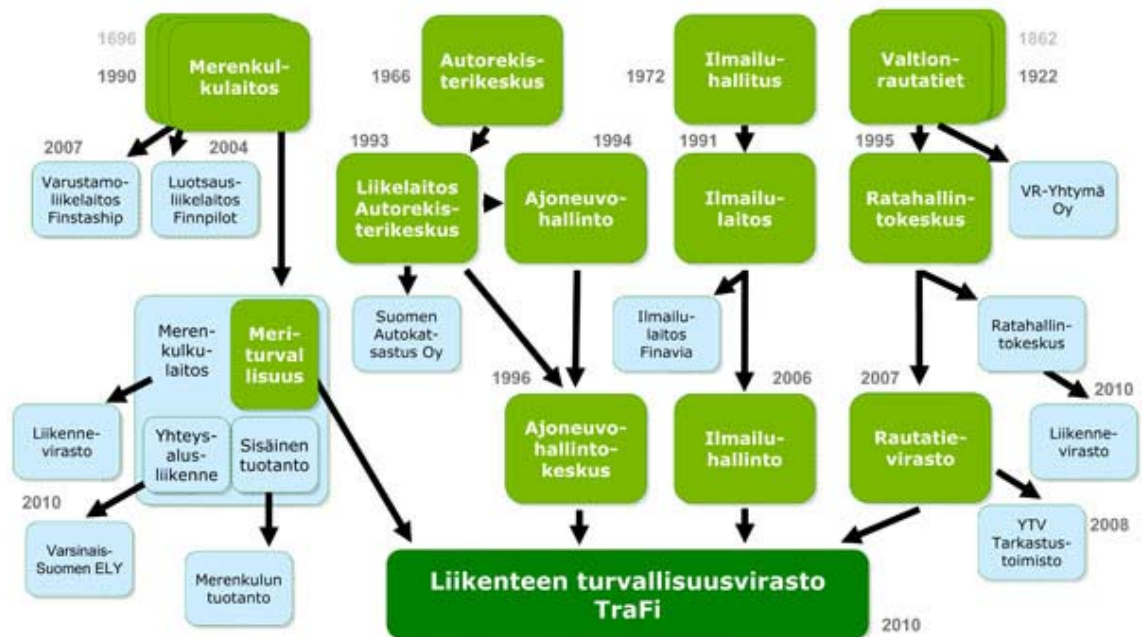 1696
1990
Merenkul-
kulaitos
1966
Autorekis-
terikeskus
1972
Ilmailu-
hallitus
Valtion-
rautatiet
1862
1922
2007
2004
1993
1994
1991
1995
Varustamo-
liikelaitos
Finstaship
Luotsaus-
liikelaitos
Finnpilot
Liikelaitos
Autorekis-
terikeskus
Ajoneuvo-
hallinto
Ilmailu-
laitos
Ratahallin-
tokeskus
VR-Yhtymä
Oy
Merenkulku-
laitos
Meri-
turval
lisuus
Suomen
Autokat-
sastus Oy
Ilmailu-
laitos
Finavia
Ratahallin-
tokeskus
1996
2006
2007
2010
Liikenne-
virasto
Yhteys-
alus-
liikenne
Sisäinen
tuotanto
Ajoneuvo-
hallinto-
keskus
Ilmailu-
hallinto
Rautatie-
virasto
Liikenne-
virasto
2010
Varsinais-
Suomen ELY
Merenkulun
tuotanto
YTV
Tarkastus-
toimisto
2008
Liikenteen turvallisuusvirasto
TraFi
2010